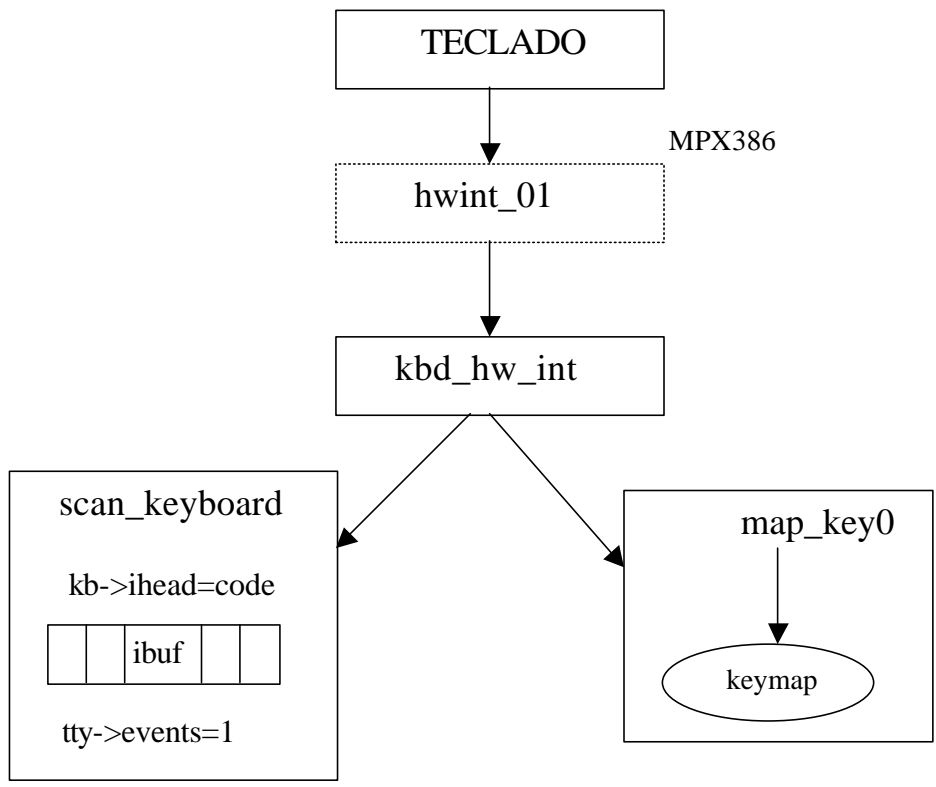 TECLADO
MPX386
hwint_01
kbd_hw_int
scan_keyboard
kb->ihead=code
ibuf
tty->events=1
map_key0
keymap